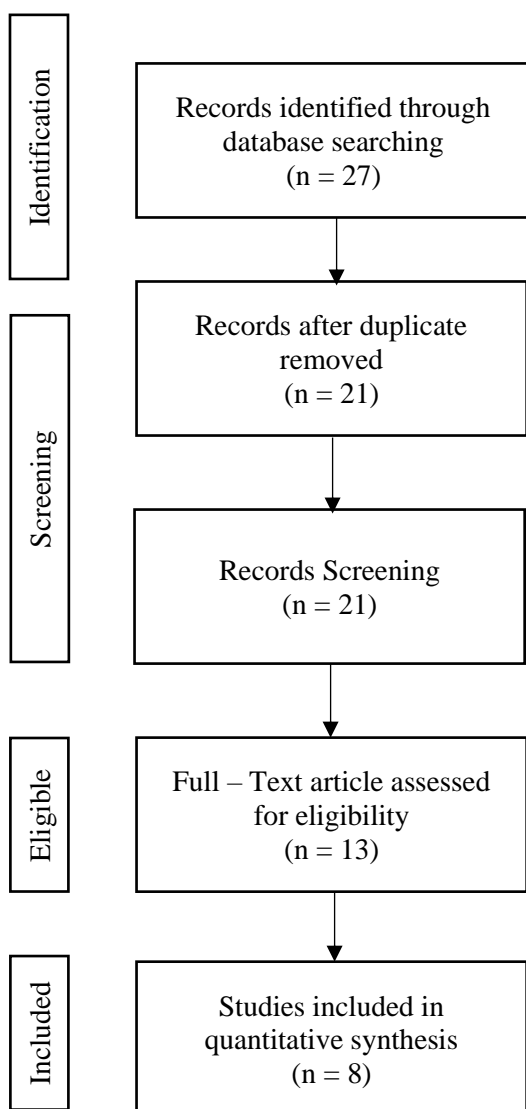 Identification
Records identified through
database searching
(n = 27)
Screening
Records after duplicate
removed
(n = 21)
Records Screening
(n = 21)
Eligible
Full – Text article assessed
for eligibility
(n = 13)
Included
Studies included in
quantitative synthesis
(n = 8)